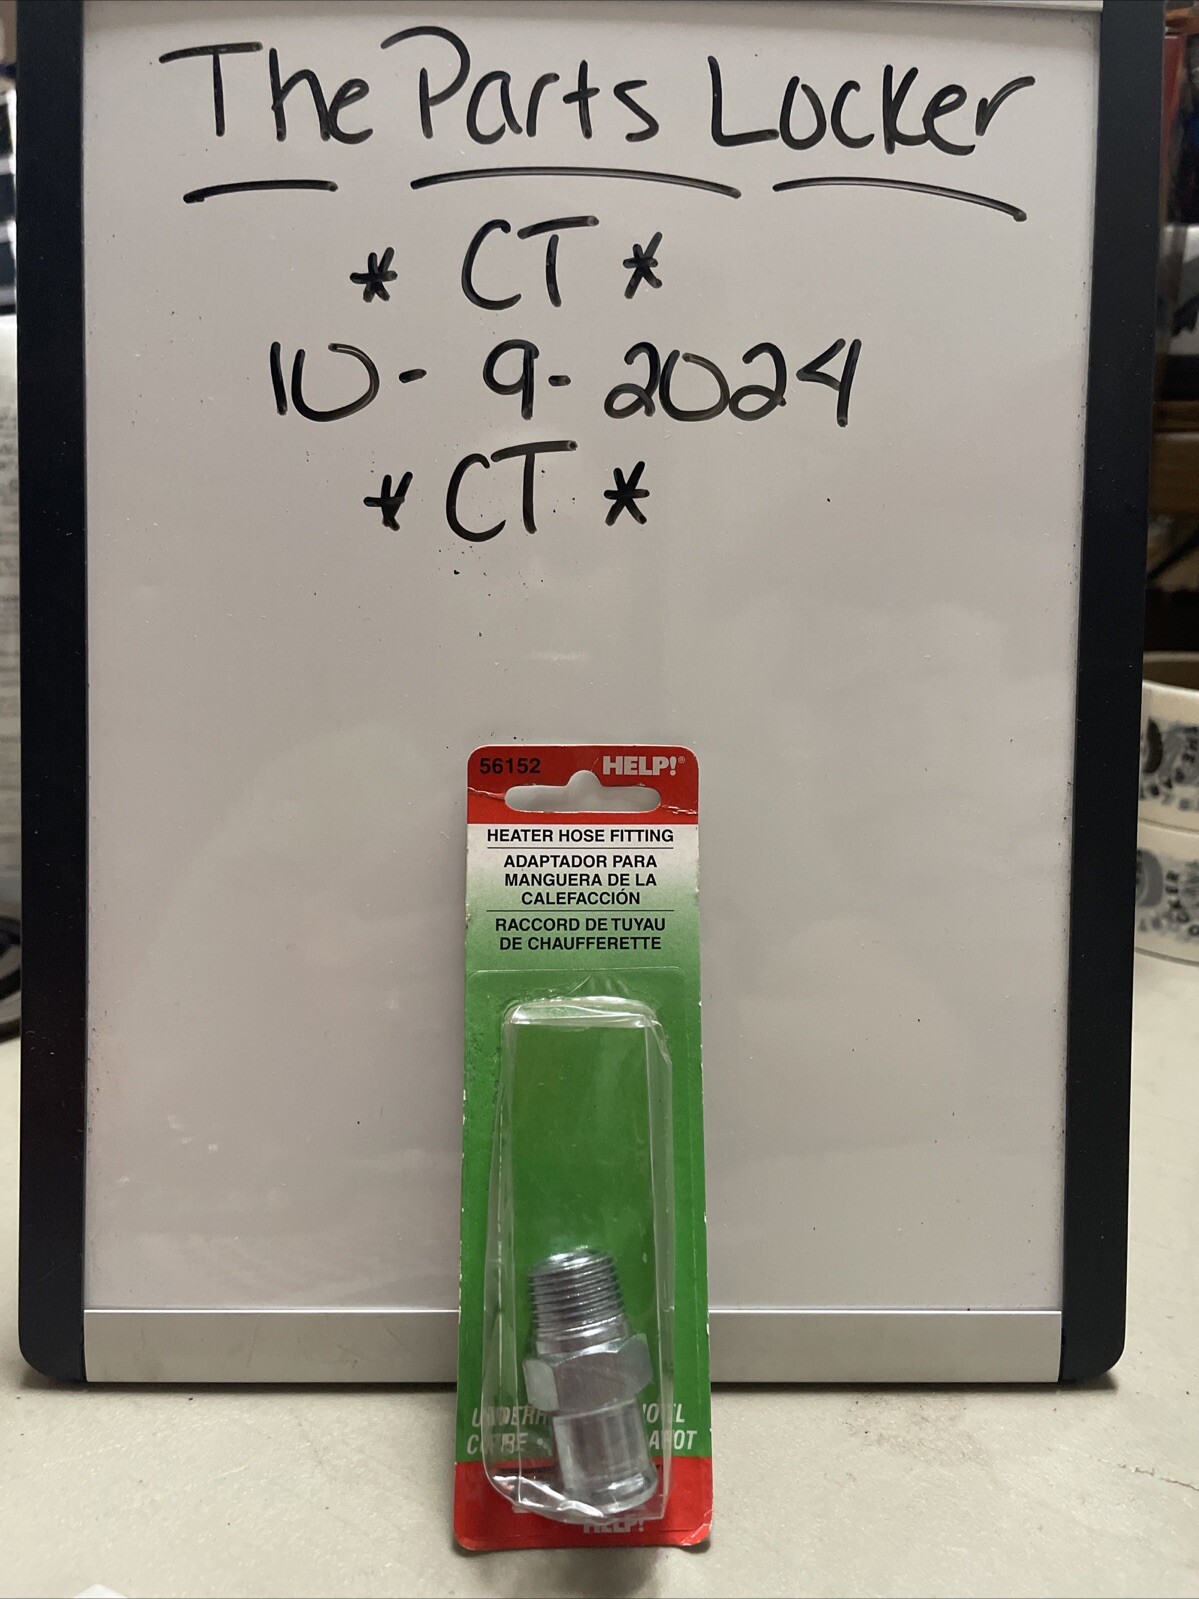 The Parts Locker
* CT *
10-9-2024
* CT *
56152 HELP!®
HEATER HOSE FITTING
ADAPTADOR PARA
MANGUERA DE LA
CALEFACCIÓN
RACCORD DE TUYAU
DE CHAUFFERETTE
HELP!